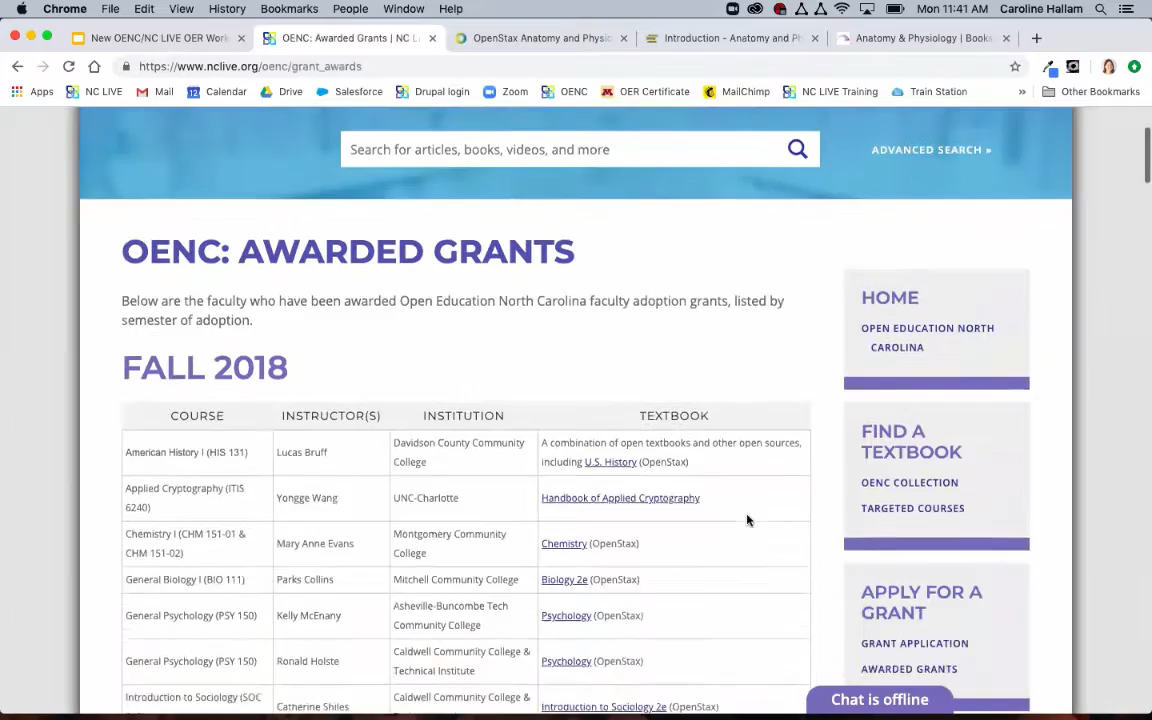 Chrome File Edit View History Bookmarks People Window Help Mon 11:41 AM Caroline Hallam
New OENC/NC LIVE OER Work OENC: Awarded Grants | NC L OpenStax Anatomy and Physic Introduction - Anatomy and Ph Anatomy & Physiology | Books
https://www.nclive.org/oenc/grant_awards
Apps NC LIVE Mail Calendar Drive Salesforce Drupal login Zoom OENC OER Certificate MailChimp NC LIVE Training Train Station » Other Bookmarks
Search for articles, books, videos, and more
ADVANCED SEARCH »
OENC: AWARDED GRANTS
Below are the faculty who have been awarded Open Education North Carolina faculty adoption grants, listed by
semester of adoption.
FALL 2018
COURSE INSTRUCTOR(S) INSTITUTION TEXTBOOK
American History I (HIS 131) Lucas Bruff Davidson County Community
College A combination of open textbooks and other open sources,
including U.S. History (OpenStax)
Applied Cryptography (ITIS
6240) Yongge Wang UNC-Charlotte Handbook of Applied Cryptography
Chemistry I (CHM 151-01 &
CHM 151-02) Mary Anne Evans Montgomery Community
College Chemistry (OpenStax)
General Biology I (BIO 111) Parks Collins Mitchell Community College Biology 2e (OpenStax)
General Psychology (PSY 150) Kelly McEnany Asheville-Buncombe Tech
Community College Psychology (OpenStax)
General Psychology (PSY 150) Ronald Holste Caldwell Community College &
Technical Institute Psychology (OpenStax)
Introduction to Sociology (SOC Catherine Shiles Caldwell Community College & Introduction to Sociology 2e (OpenStax)
HOME
OPEN EDUCATION NORTH
CAROLINA
FIND A
TEXTBOOK
OENC COLLECTION
TARGETED COURSES
APPLY FOR A
GRANT
GRANT APPLICATION
AWARDED GRANTS
Chat is offline